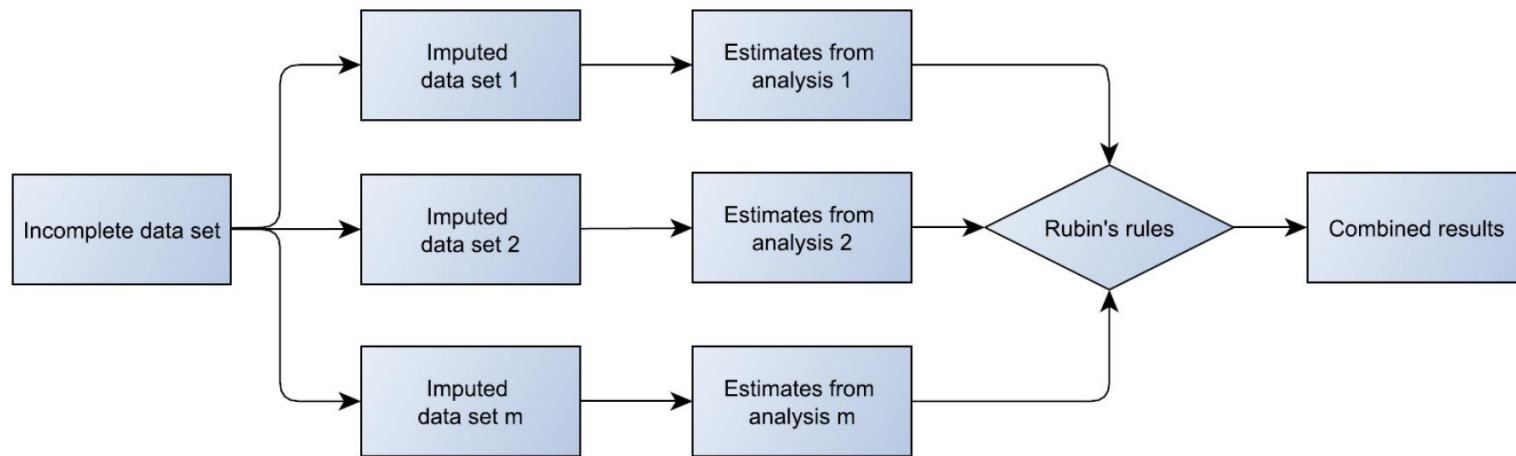 Incomplete data set
Imputed
data set 1
Estimates from
analysis 1
Imputed
data set 2
Estimates from
analysis 2
Imputed
data set m
Estimates from
analysis m
Rubin's rules
Combined results